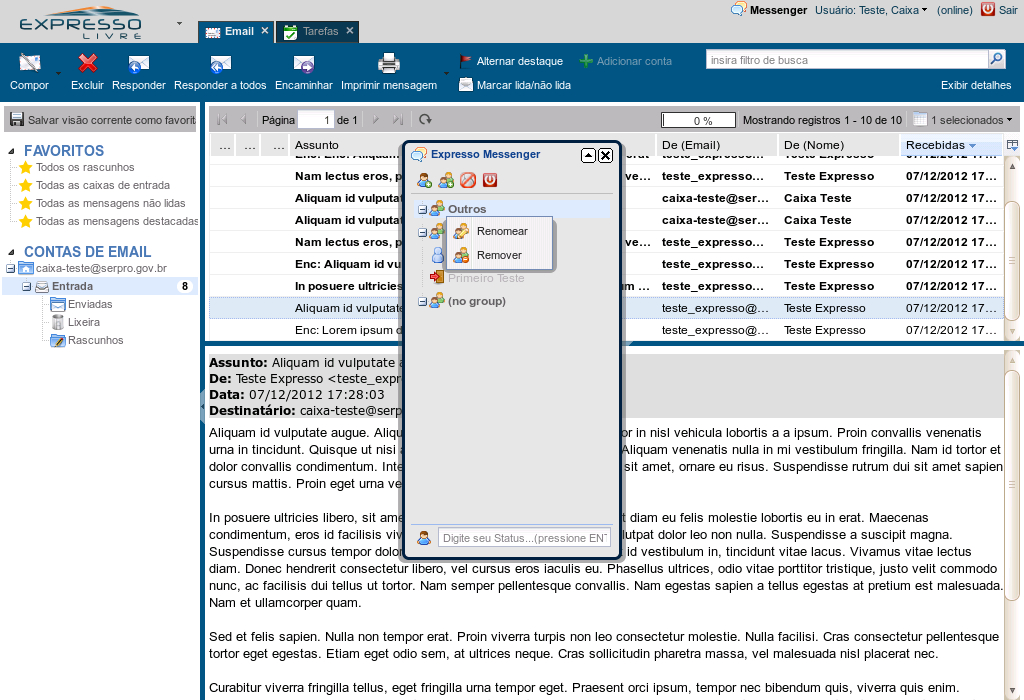 EXPRESSO
LIVRE
Email
Tarefas
Messenger
Usuário: Teste, Caixa
(online)
Sair
Compor
Excluir
Responder
Responder a todos
Encaminhar
Imprimir mensagem
Alternar destaque
Adicionar conta
Marcar lida/não lida
insira filtro de busca
Exibir detalhes
Salvar visão corrente como favorit
FAVORITOS
Todos os rascunhos
Todas as caixas de entrada
Todas as mensagens não lidas
Todas as mensagens destacadas
CONTAS DE EMAIL
caixa-teste@serpro.gov.br
Entrada 8
Enviadas
Lixeira
Rascunhos
Página 1 de 1
0 %
Mostrando registros 1 - 10 de 10
1 selecionados
... ... ... Assunto De (Email) De (Nome) Recebidas
Enc: Enc: Aliquam teste_expresso... Teste Expresso 07/12/2012 17...
Nam lectus eros, p ve... teste_expresso... Teste Expresso 07/12/2012 17...
Aliquam id vulputat caixa-teste@ser... Caixa Teste 07/12/2012 17...
Aliquam id vulputat caixa-teste@ser... Caixa Teste 07/12/2012 17...
Nam lectus eros, p ve... teste_expresso... Teste Expresso 07/12/2012 17...
Enc: Aliquam id vu teste_expresso... Teste Expresso 07/12/2012 17...
In posuere ultricies m ... teste_expresso... Teste Expresso 07/12/2012 17...
Aliquam id vulputate teste_expresso@... Teste Expresso 07/12/2012 17...
Enc: Lorem ipsum d teste_expresso@... Teste Expresso 07/12/2012 17...
Expresso Messenger
Outros
Renomear
Remover
Primeiro Teste
(no group)
Digite seu Status...(pressione EN
Assunto: Aliquam id vulputate a
De: Teste Expresso <teste_expr
Data: 07/12/2012 17:28:03
Destinatário: caixa-teste@serp
Aliquam id vulputate augue. Aliqu or in nisl vehicula lobortis a a ipsum. Proin convallis venenatis
urna in tincidunt. Quisque ut nisi a Aliquam venenatis nulla in mi vestibulum fringilla. Nam id tortor et
dolor convallis condimentum. Inte sit amet, ornare eu risus. Suspendisse rutrum dui sit amet sapien
cursus mattis. Proin eget urna ve
In posuere ultricies libero, sit ame t diam eu felis molestie lobortis eu in erat. Maecenas
condimentum, eros id facilisis viv utpat dolor leo non nulla. Suspendisse a suscipit magna.
Suspendisse cursus tempor dolor id vestibulum in, tincidunt vitae lacus. Vivamus vitae lectus
diam. Donec hendrerit consectetur libero, vel cursus eros iaculis eu. Phasellus ultrices, odio vitae porttitor tristique, justo velit commodo
nunc, ac facilisis dui tellus ut tortor. Nam semper pellentesque convallis. Nam egestas sapien a tellus egestas at pretium est malesuada.
Nam et ullamcorper quam.
Sed et felis sapien. Nulla non tempor erat. Proin viverra turpis non leo consectetur molestie. Nulla facilisi. Cras consectetur pellentesque
tortor eget egestas. Etiam eget odio sem, at ultrices neque. Cras sollicitudin pharetra massa, vel malesuada nisl placerat nec.
Curabitur viverra fringilla tellus, eget fringilla urna tempor eget. Praesent orci ipsum, tempor nec bibendum quis, viverra quis enim.